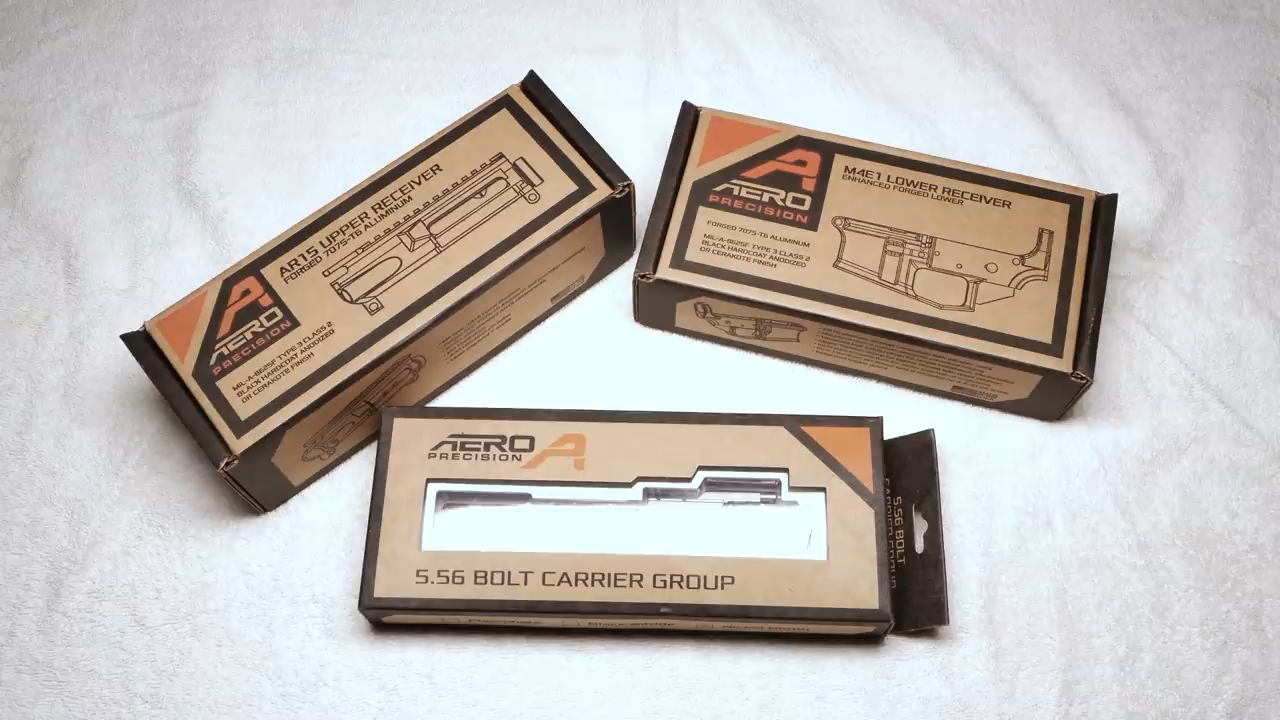 AR15 UPPER RECEIVER
FORGED 7075-T6 ALUMINUM
AERO
PRECISION
MIL-A-8625F TYPE 3 CLASS 2
BLACK HARDCOAT ANODIZED
OR CERAKOTE FINISH
AERO
PRECISION
M4E1 LOWER RECEIVER
ENHANCED FORGED LOWER
FORGED 7075-T6 ALUMINUM
MIL-A-8625F TYPE 3 CLASS 2
BLACK HARDCOAT ANODIZED
OR CERAKOTE FINISH
AERO
PRECISION
5.56 BOLT CARRIER GROUP
5.56 BOLT
CARRIER GROUP